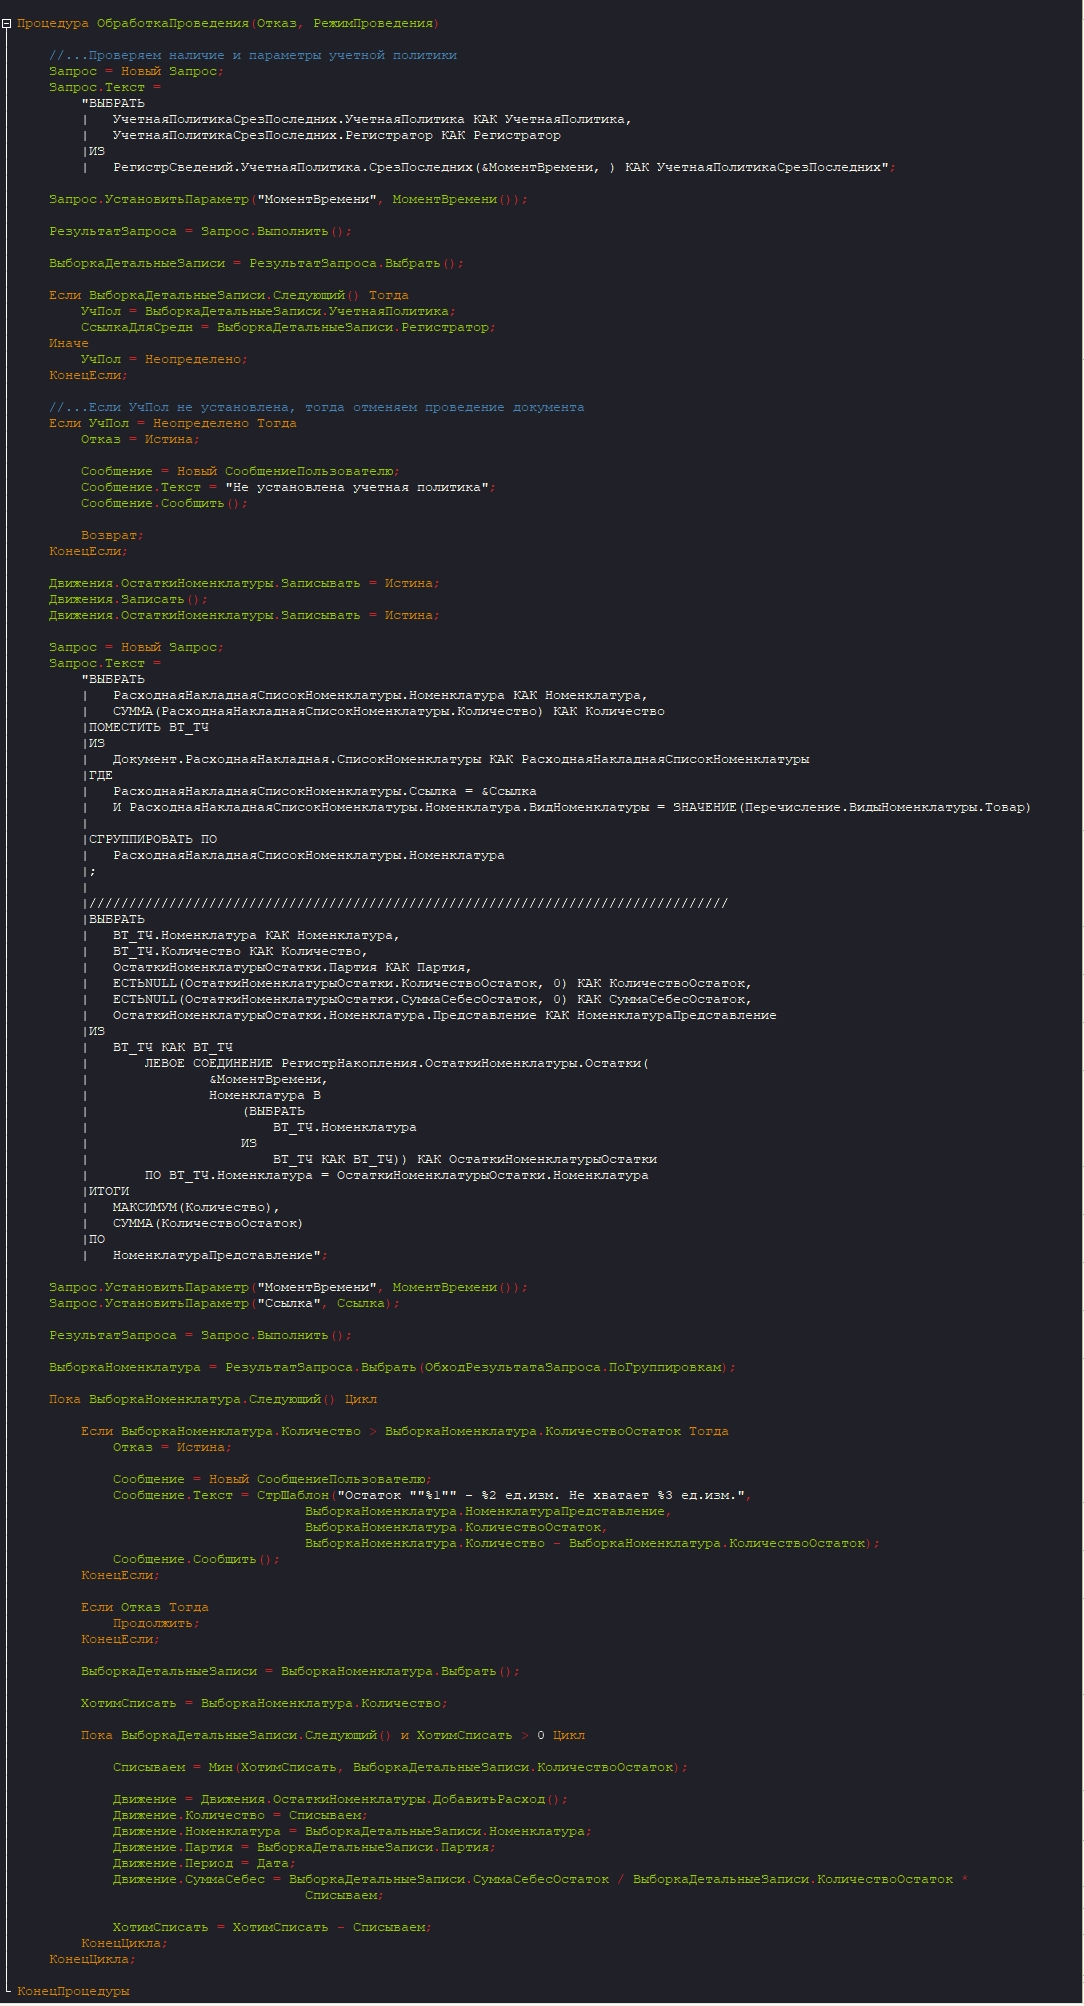 Процедура ОбработкаПроведения(Отказ, РежимПроведения)
//...Проверяем наличие и параметры учетной политики
Запрос = Новый Запрос;
Запрос.Текст =
"ВЫБРАТЬ
|	УчетнаяПолитикаСрезПоследних.УчетнаяПолитика КАК УчетнаяПолитика,
|	УчетнаяПолитикаСрезПоследних.Регистратор КАК Регистратор
|ИЗ
|	РегистрСведений.УчетнаяПолитика.СрезПоследних(&МоментВремени, ) КАК УчетнаяПолитикаСрезПоследних";
Запрос.УстановитьПараметр("МоментВремени", МоментВремени());
РезультатЗапроса = Запрос.Выполнить();
ВыборкаДетальныеЗаписи = РезультатЗапроса.Выбрать();
Если ВыборкаДетальныеЗаписи.Следующий() Тогда
УчПол = ВыборкаДетальныеЗаписи.УчетнаяПолитика;
СсылкаДляСредн = ВыборкаДетальныеЗаписи.Регистратор;
Иначе
УчПол = Неопределено;
КонецЕсли;
//...Если УчПол не установлена, тогда отменяем проведение документа
Если УчПол = Неопределено Тогда
Отказ = Истина;
Сообщение = Новый СообщениеПользователю;
Сообщение.Текст = "Не установлена учетная политика";
Сообщение.Сообщить();
Возврат;
КонецЕсли;
Движения.ОстаткиНоменклатуры.Записывать = Истина;
Движения.Записать();
Движения.ОстаткиНоменклатуры.Записывать = Истина;
Запрос = Новый Запрос;
Запрос.Текст =
"ВЫБРАТЬ
|	РасходнаяНакладнаяСписокНоменклатуры.Номенклатура КАК Номенклатура,
|	СУММА(РасходнаяНакладнаяСписокНоменклатуры.Количество) КАК Количество
|ПОМЕСТИТЬ ВТ_ТЧ
|ИЗ
|	Документ.РасходнаяНакладная.СписокНоменклатуры КАК РасходнаяНакладнаяСписокНоменклатуры
|ГДЕ
|	РасходнаяНакладнаяСписокНоменклатуры.Ссылка = &Ссылка
|	И РасходнаяНакладнаяСписокНоменклатуры.Номенклатура.ВидНоменклатуры = ЗНАЧЕНИЕ(Перечисление.ВидыНоменклатуры.Товар)
|
|СГРУППИРОВАТЬ ПО
|	РасходнаяНакладнаяСписокНоменклатуры.Номенклатура
|;
|
|////////////////////////////////////////////////////////////////////////////////
|ВЫБРАТЬ
|	ВТ_ТЧ.Номенклатура КАК Номенклатура,
|	ВТ_ТЧ.Количество КАК Количество,
|	ОстаткиНоменклатурыОстатки.Партия КАК Партия,
|	ЕСТЬNULL(ОстаткиНоменклатурыОстатки.КоличествоОстаток, 0) КАК КоличествоОстаток,
|	ЕСТЬNULL(ОстаткиНоменклатурыОстатки.СуммаСебесОстаток, 0) КАК СуммаСебесОстаток,
|	ОстаткиНоменклатурыОстатки.Номенклатура.Представление КАК НоменклатураПредставление
|ИЗ
|	ВТ_ТЧ КАК ВТ_ТЧ
|		ЛЕВОЕ СОЕДИНЕНИЕ РегистрНакопления.ОстаткиНоменклатуры.Остатки(
|				&МоментВремени,
|				Номенклатура В
|					(ВЫБРАТЬ
|						ВТ_ТЧ.Номенклатура
|					ИЗ
|						ВТ_ТЧ КАК ВТ_ТЧ)) КАК ОстаткиНоменклатурыОстатки
|		ПО ВТ_ТЧ.Номенклатура = ОстаткиНоменклатурыОстатки.Номенклатура
|ИТОГИ
|	МАКСИМУМ(Количество),
|	СУММА(КоличествоОстаток)
|ПО
|	НоменклатураПредставление";
Запрос.УстановитьПараметр("МоментВремени", МоментВремени());
Запрос.УстановитьПараметр("Ссылка", Ссылка);
РезультатЗапроса = Запрос.Выполнить();
ВыборкаНоменклатура = РезультатЗапроса.Выбрать(ОбходРезультатаЗапроса.ПоГруппировкам);
Пока ВыборкаНоменклатура.Следующий() Цикл
Если ВыборкаНоменклатура.Количество > ВыборкаНоменклатура.КоличествоОстаток Тогда
Отказ = Истина;
Сообщение = Новый СообщениеПользователю;
Сообщение.Текст = СтрШаблон("Остаток ""%1"" - %2 ед.изм. Не хватает %3 ед.изм.",
ВыборкаНоменклатура.НоменклатураПредставление,
ВыборкаНоменклатура.КоличествоОстаток,
ВыборкаНоменклатура.Количество - ВыборкаНоменклатура.КоличествоОстаток);
Сообщение.Сообщить();
КонецЕсли;
Если Отказ Тогда
Продолжить;
КонецЕсли;
ВыборкаДетальныеЗаписи = ВыборкаНоменклатура.Выбрать();
ХотимСписать = ВыборкаНоменклатура.Количество;
Пока ВыборкаДетальныеЗаписи.Следующий() и ХотимСписать > 0 Цикл
Списываем = Мин(ХотимСписать, ВыборкаДетальныеЗаписи.КоличествоОстаток);
Движение = Движения.ОстаткиНоменклатуры.ДобавитьРасход();
Движение.Количество = Списываем;
Движение.Номенклатура = ВыборкаДетальныеЗаписи.Номенклатура;
Движение.Партия = ВыборкаДетальныеЗаписи.Партия;
Движение.Период = Дата;
Движение.СуммаСебес = ВыборкаДетальныеЗаписи.СуммаСебесОстаток / ВыборкаДетальныеЗаписи.КоличествоОстаток *
Списываем;
ХотимСписать = ХотимСписать - Списываем;
КонецЦикла;
КонецЦикла;
КонецПроцедуры